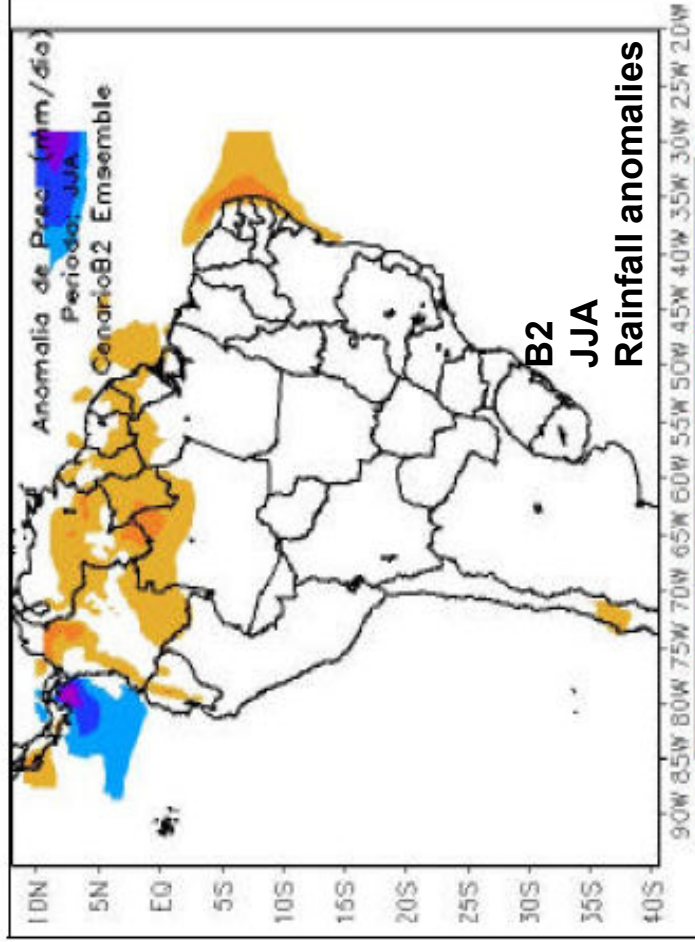 Anomalia de Prec (mm/dia)
Periodo: JJA
CenarioB2 Emsemble
B2
JJA
Rainfall anomalies
10N
5N
EQ
5S
10S
15S
20S
25S
30S
35S
40S
90W 85W 80W 75W 70W 65W 60W 55W 50W 45W 40W 35W 30W 25W 20W